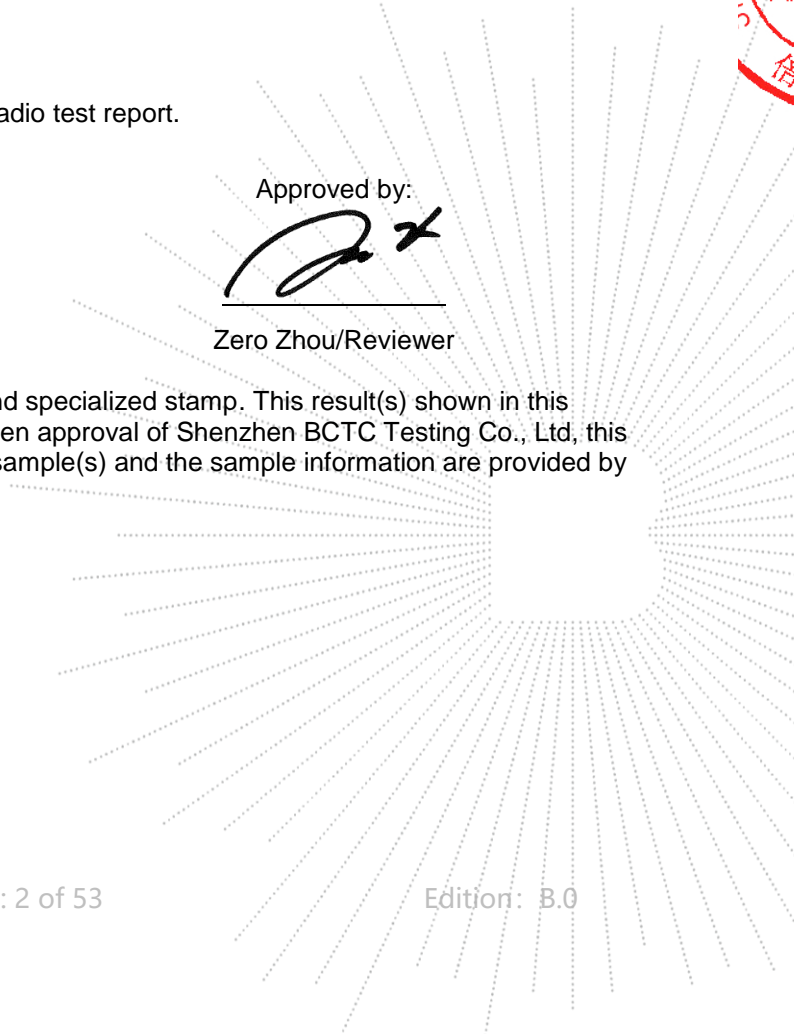 adio test report.
Approved by:
Zero Zhou/Reviewer
nd specialized stamp. This result(s) shown in this
en approval of Shenzhen BCTC Testing Co., Ltd, this
sample(s) and the sample information are provided by
: 2 of 53 Edition： B.0